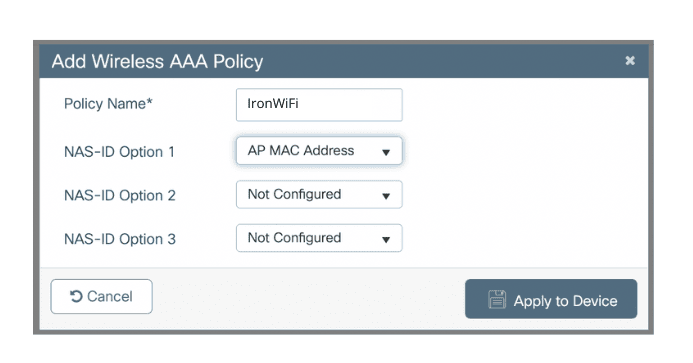 Add Wireless AAA Policy
Policy Name* IronWiFi
NAS-ID Option 1 AP MAC Address
NAS-ID Option 2 Not Configured
NAS-ID Option 3 Not Configured
Cancel Apply to Device